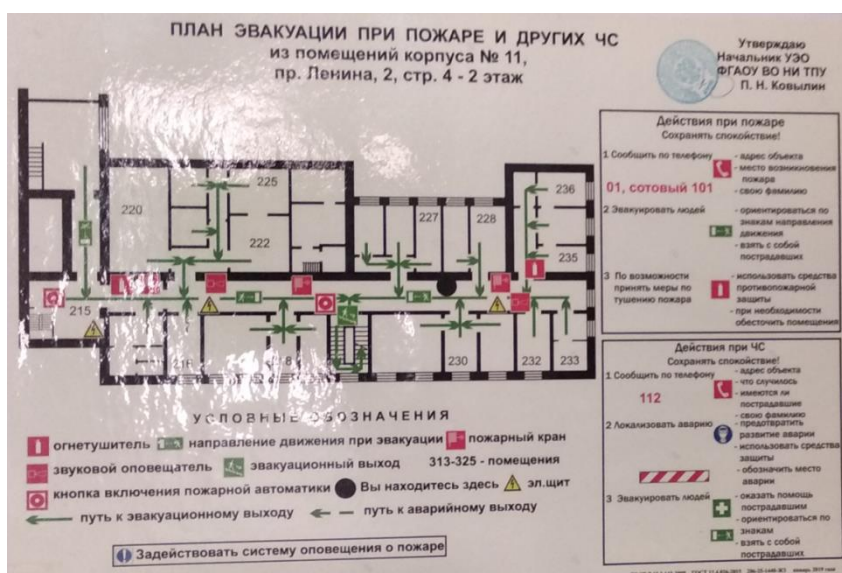 ПЛАН ЭВАКУАЦИИ ПРИ ПОЖАРЕ И ДРУГИХ ЧС
из помещений корпуса № 11,
пр. Ленина, 2, стр. 4 - 2 этаж
Утверждаю
Начальник УЭО
ФГАОУ ВО НИ ТПУ
П. Н. Ковылин
220
225
222
227
228
236
235
215
216
230
232
233
УСЛОВНЫЕ ОБОЗНАЧЕНИЯ
огнетушитель
направление движения при эвакуации
пожарный кран
звуковой оповещатель
эвакуационный выход
313-325 - помещения
кнопка включения пожарной автоматики
Вы находитесь здесь
эл.щит
путь к эвакуационному выходу
путь к аварийному выходу
Задействовать систему оповещения о пожаре
Действия при пожаре
Сохранять спокойствие!
1 Сообщить по телефону
01, сотовый 101
- адрес объекта
- место возникновения
пожара
- свою фамилию
2 Эвакуировать людей
- ориентироваться по
знакам направления
движения
- взять с собой
пострадавших
3 По возможности
принять меры по
тушению пожара
- использовать средства
противопожарной
защиты
- при необходимости
обесточить помещения
Действия при ЧС
Сохранять спокойствие!
1 Сообщить по телефону
112
- адрес объекта
- что случилось
- имеются ли
пострадавшие
- свою фамилию
2 Локализовать аварию
- предотвратить
развитие аварии
- использовать средства
защиты
- обозначить место
аварии
3 Эвакуировать людей
- оказать помощь
пострадавшим
- ориентироваться по
знакам
- взять с собой
пострадавших